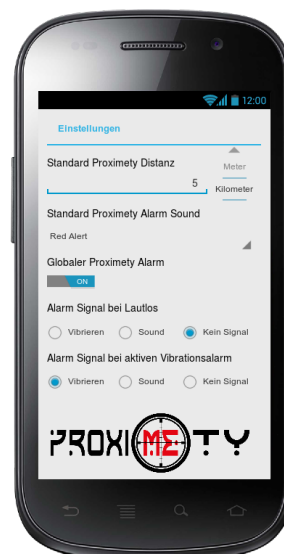 12:00
Einstellungen
Standard Proximety Distanz
Meter
5
Kilometer
Standard Proximety Alarm Sound
Red Alert
Globaler Proximety Alarm
ON
Alarm Signal bei Lautlos
Vibrieren Sound Kein Signal
Alarm Signal bei aktiven Vibrationsalarm
Vibrieren Sound Kein Signal
PROXIMETY